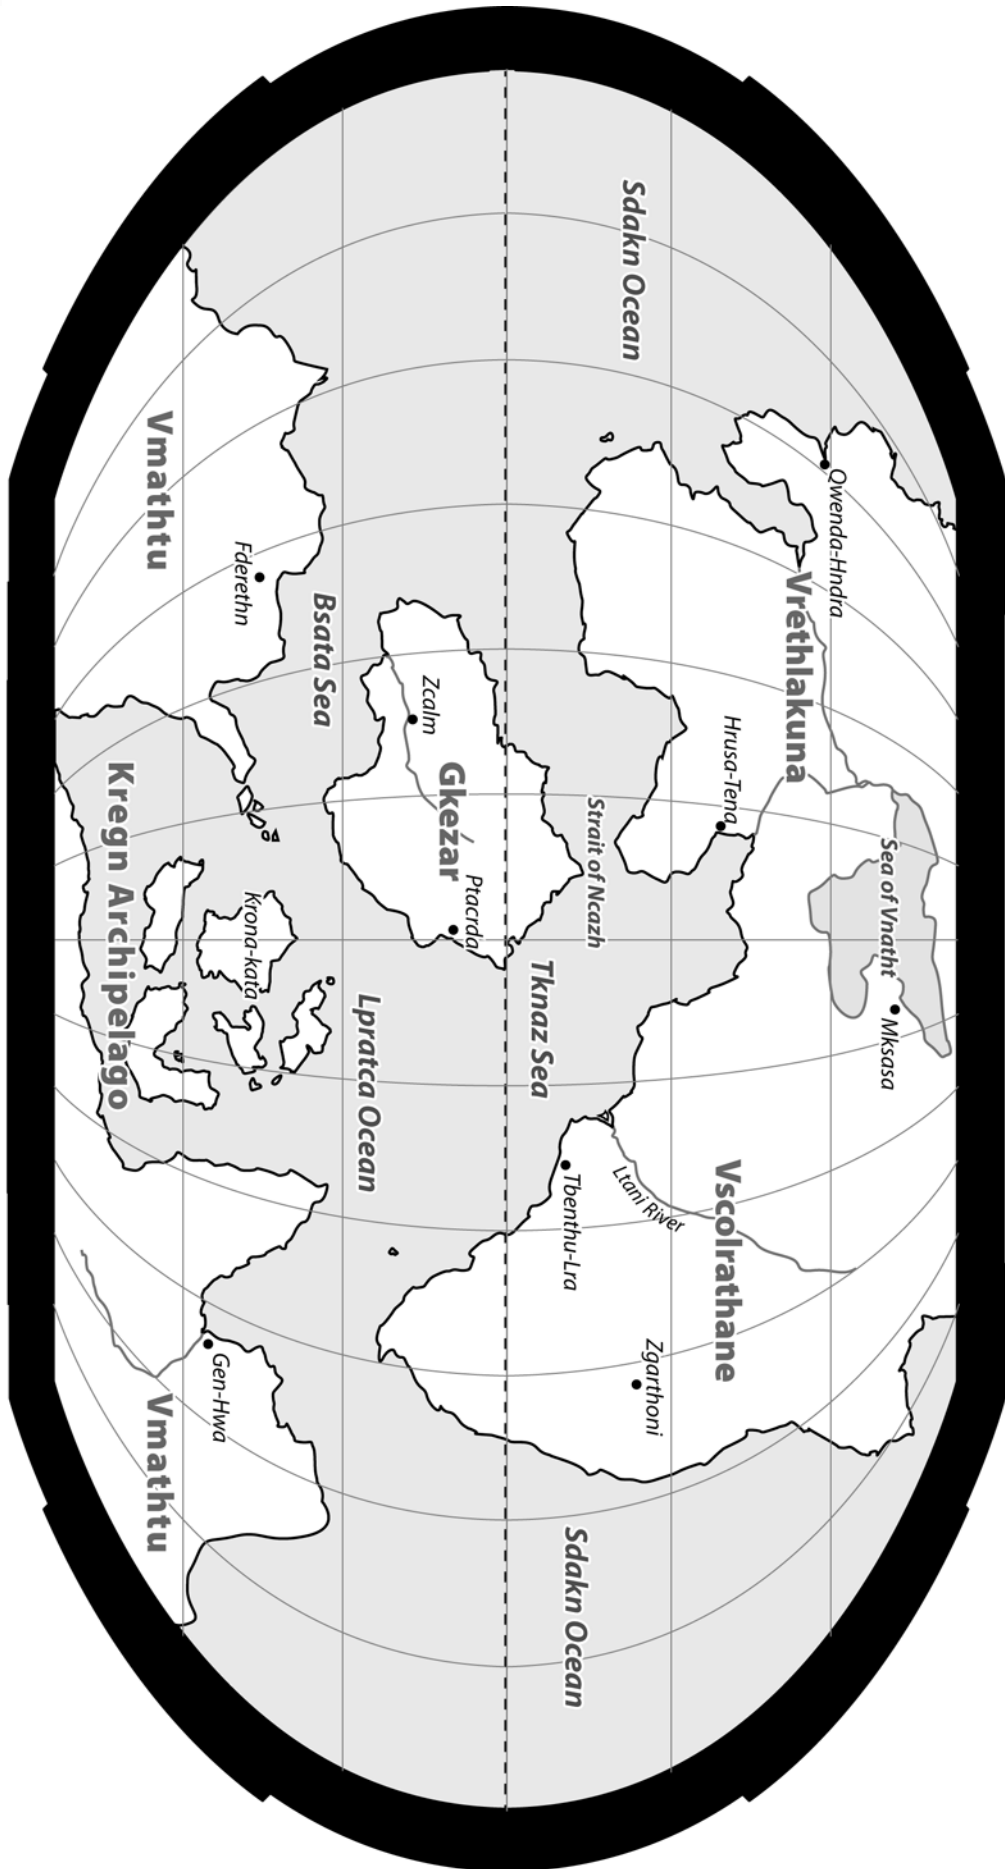 Sea of Vnatht
Mksasa
Qwenda-Hndra
Vrethlakuna
Hrusa-Tena
Vscolrathane
Zgarthoni
Ltani River
Sdakn Ocean
Strait of Ncazh
Sdakn Ocean
Tbenthu-Lra
Tknaz Sea
Ptacrda
Gkeźar
Zcalm
Lpratca Ocean
Bsata Sea
Krona-kata
Fderethn
Gen-Hwa
Vmathtu
Vmathtu
Kregn Archipelago